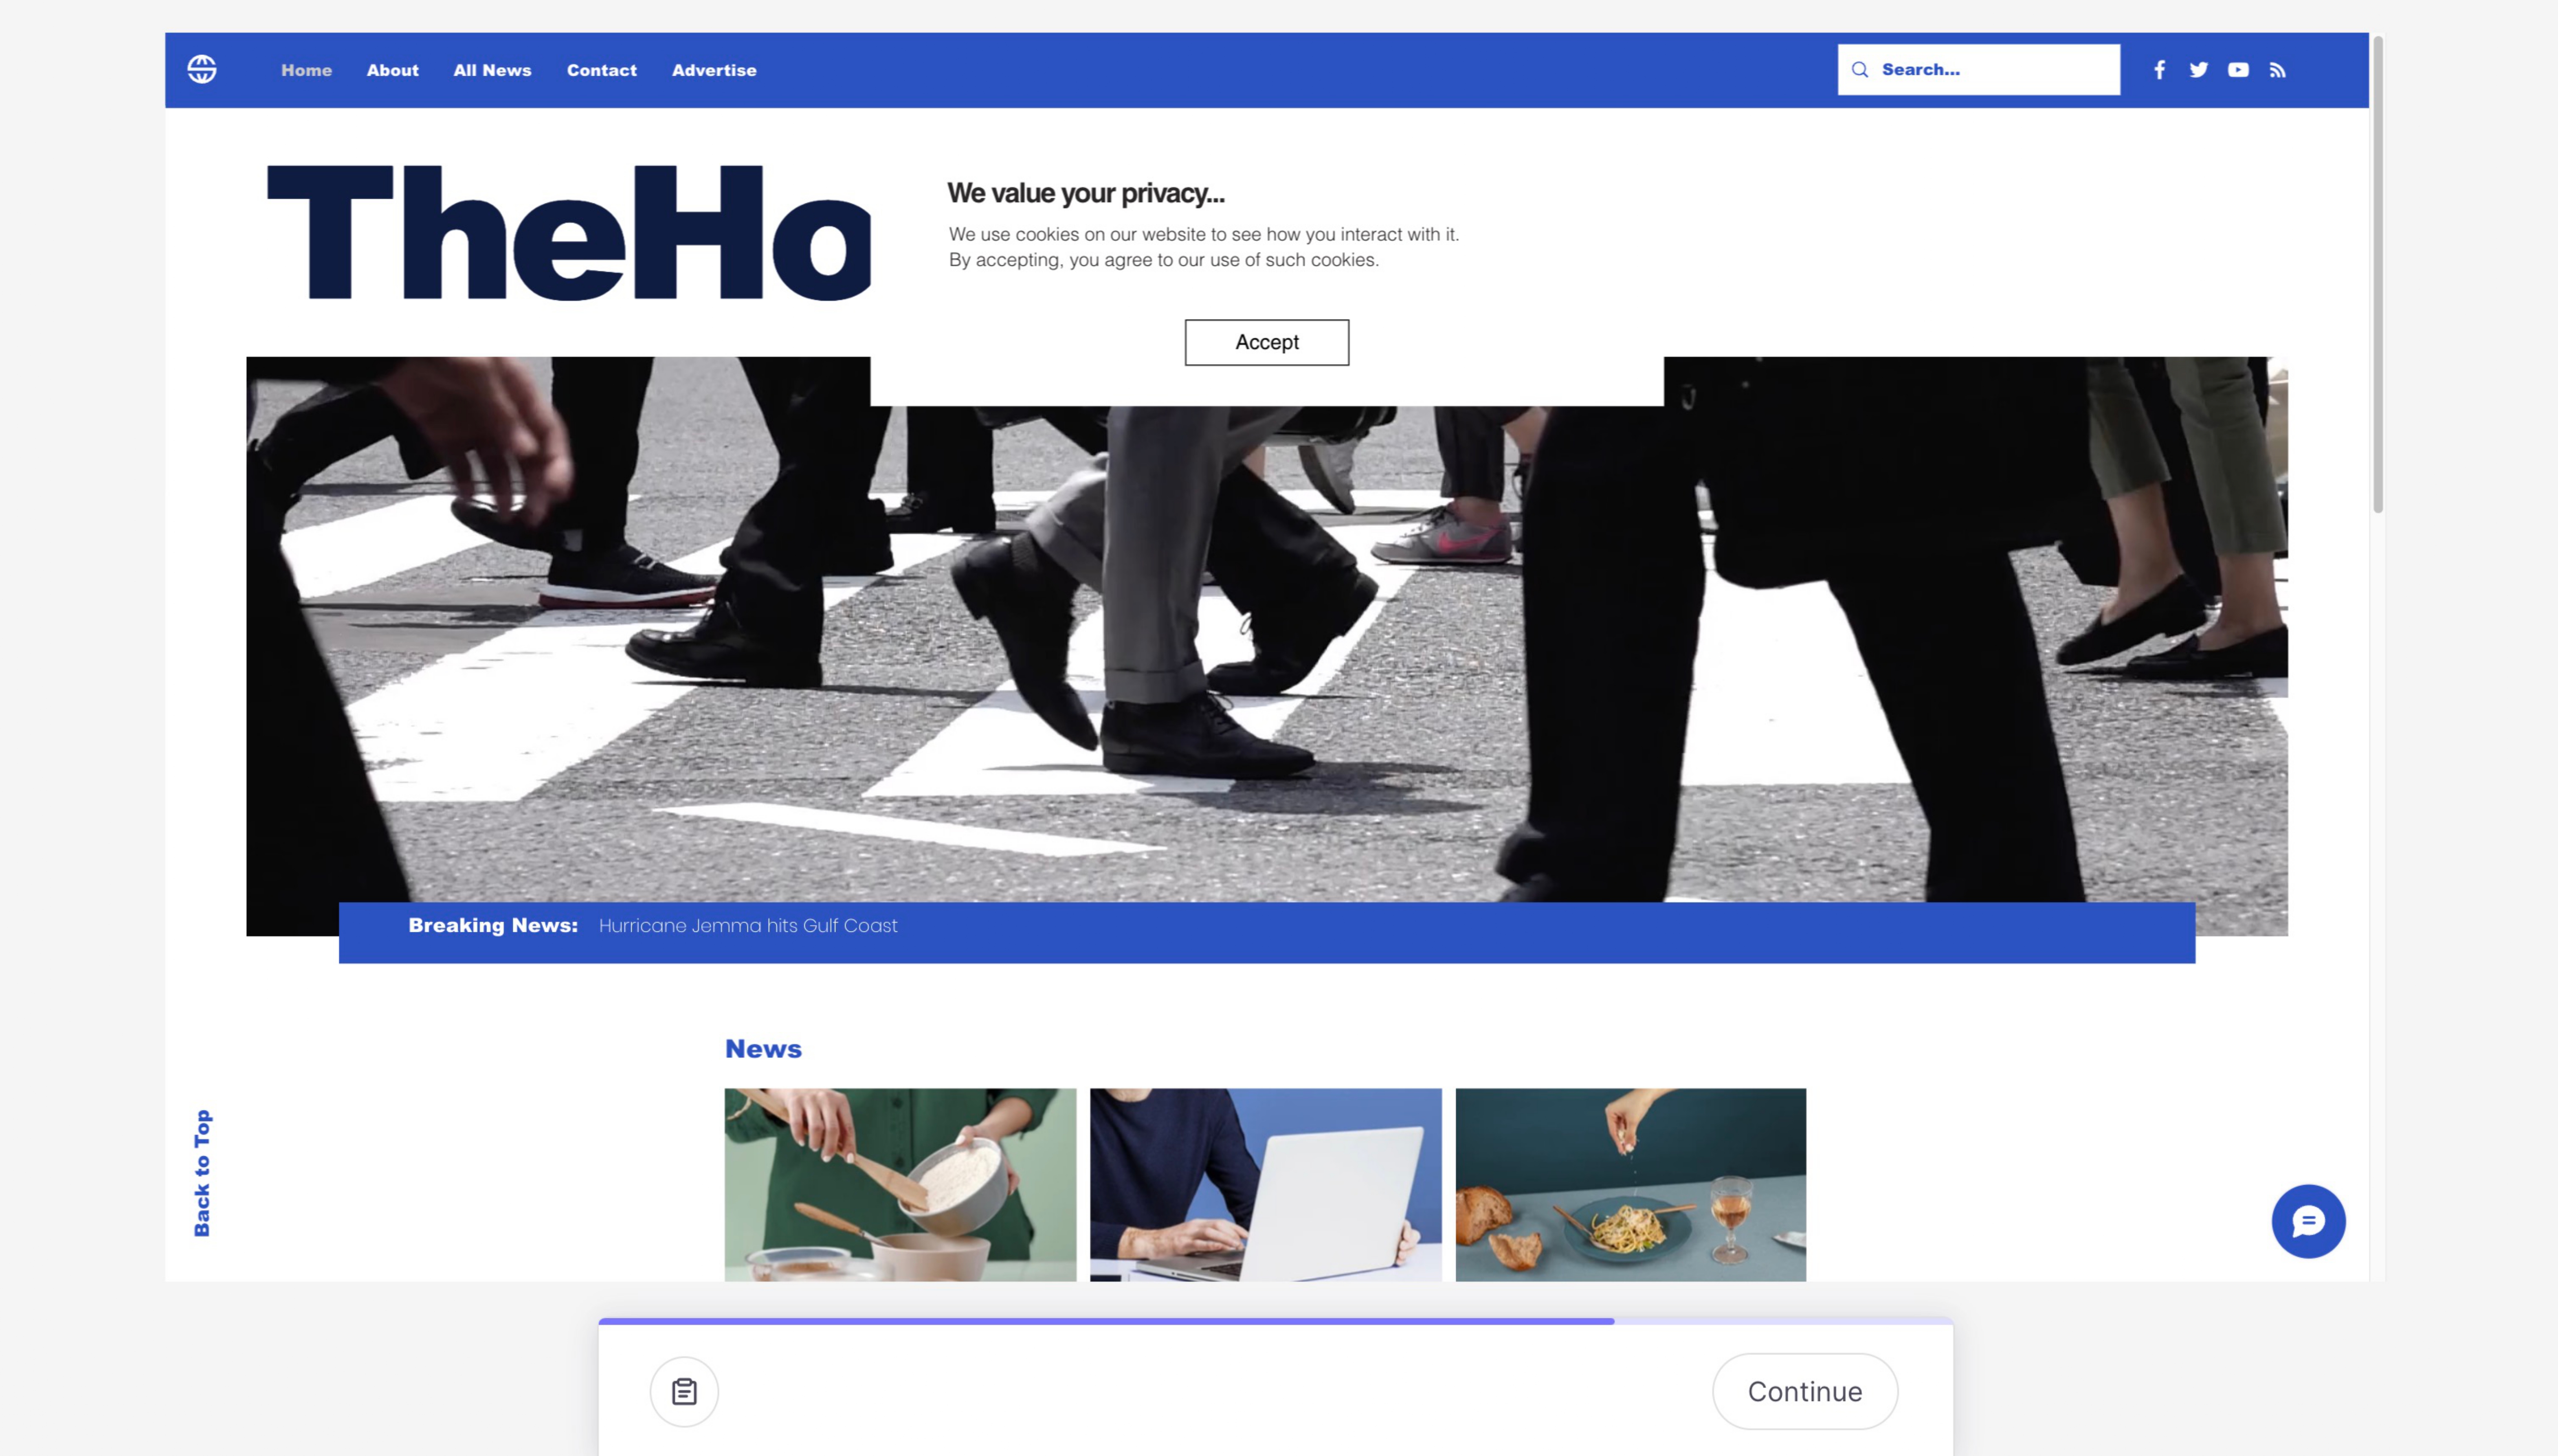 Home About All News Contact Advertise Search...
TheHo
We value your privacy...
We use cookies on our website to see how you interact with it.
By accepting, you agree to our use of such cookies.
Accept
Breaking News: Hurricane Jemma hits Gulf Coast
News
Back to Top
Continue